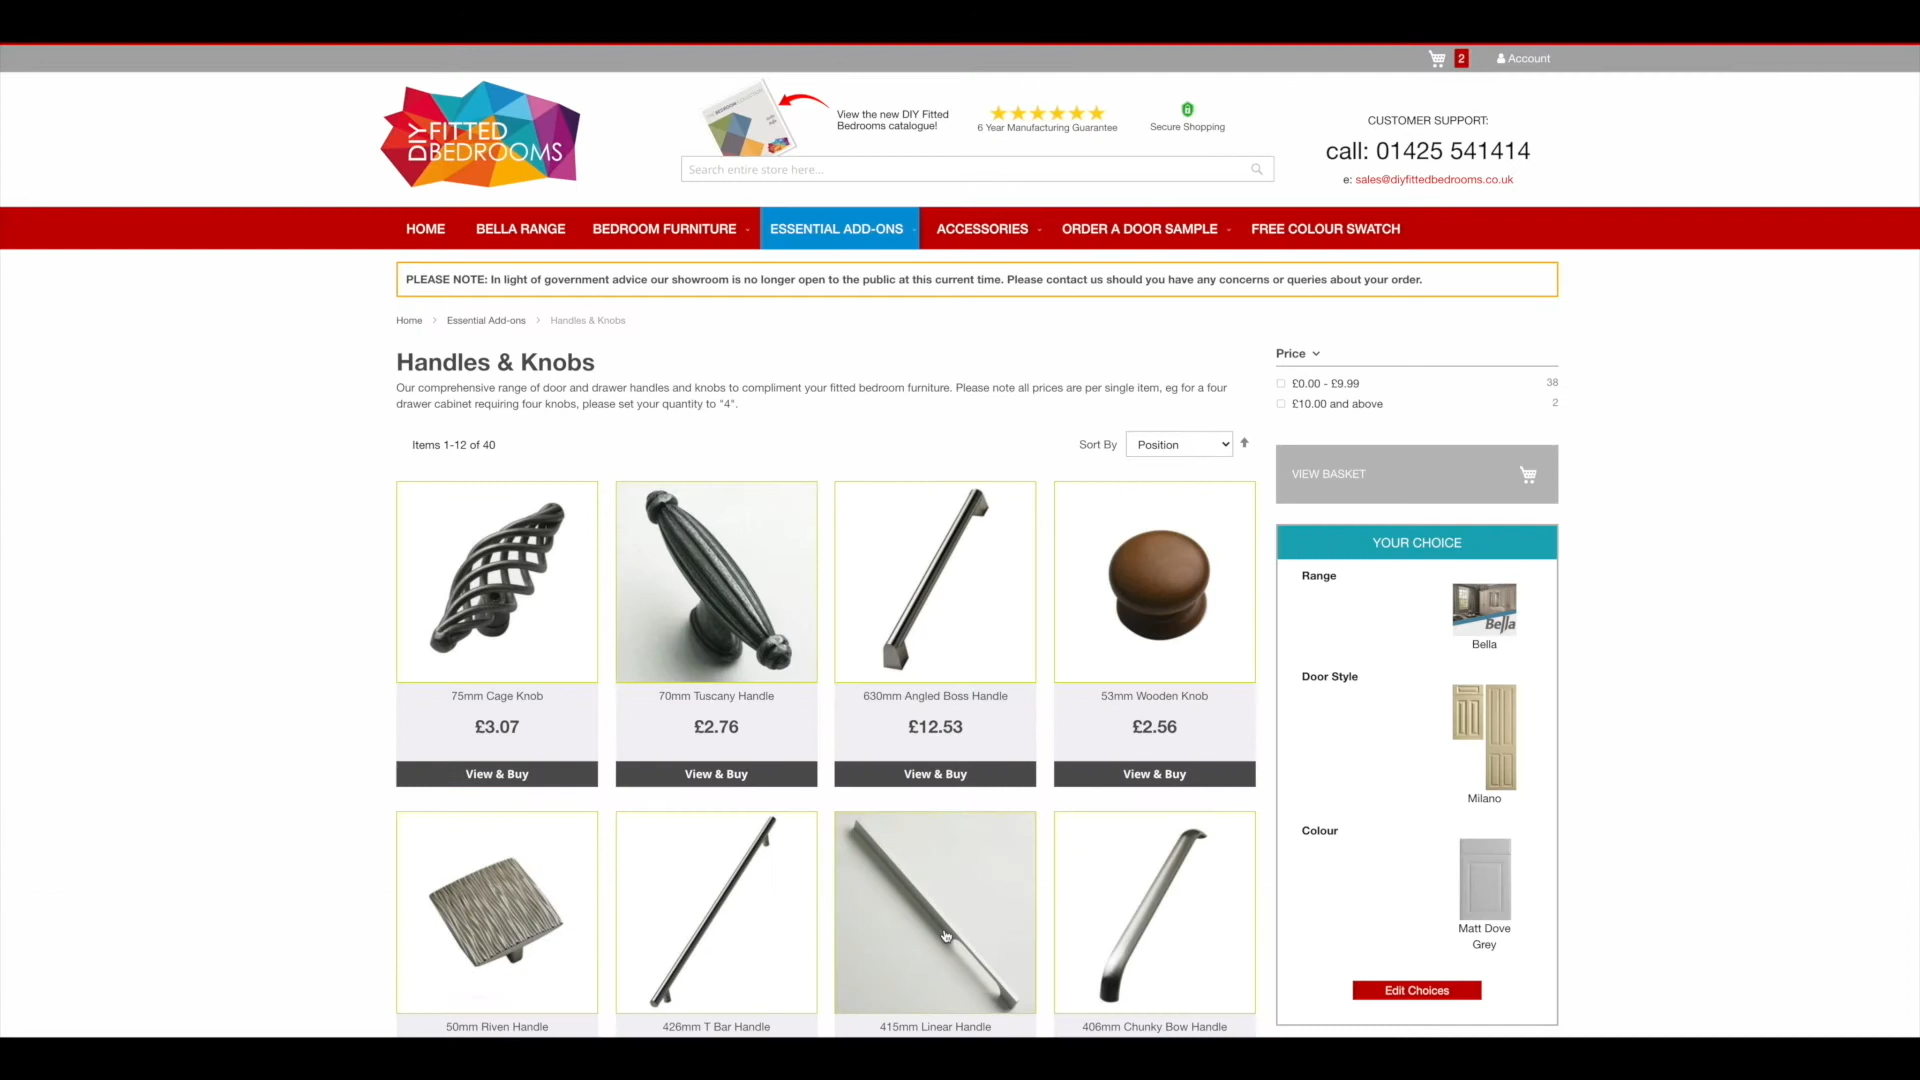 2
Account
DIY FITTED
BEDROOMS
View the new DIY Fitted
Bedrooms catalogue!
6 Year Manufacturing Guarantee
Secure Shopping
CUSTOMER SUPPORT:
call: 01425 541414
e: sales@diyfittedbedrooms.co.uk
Search entire store here...
HOME BELLA RANGE BEDROOM FURNITURE ESSENTIAL ADD-ONS ACCESSORIES ORDER A DOOR SAMPLE FREE COLOUR SWATCH
PLEASE NOTE: In light of government advice our showroom is no longer open to the public at this current time. Please contact us should you have any concerns or queries about your order.
Home > Essential Add-ons > Handles & Knobs
Handles & Knobs
Our comprehensive range of door and drawer handles and knobs to compliment your fitted bedroom furniture. Please note all prices are per single item, eg for a four
drawer cabinet requiring four knobs, please set your quantity to "4".
Items 1-12 of 40
Sort By Position
75mm Cage Knob
£3.07
View & Buy
70mm Tuscany Handle
£2.76
View & Buy
630mm Angled Boss Handle
£12.53
View & Buy
53mm Wooden Knob
£2.56
View & Buy
50mm Riven Handle
426mm T Bar Handle
415mm Linear Handle
406mm Chunky Bow Handle
Price
£0.00 - £9.99 38
£10.00 and above 2
VIEW BASKET
YOUR CHOICE
Range
Bella
Bella
Door Style
Milano
Colour
Matt Dove
Grey
Edit Choices